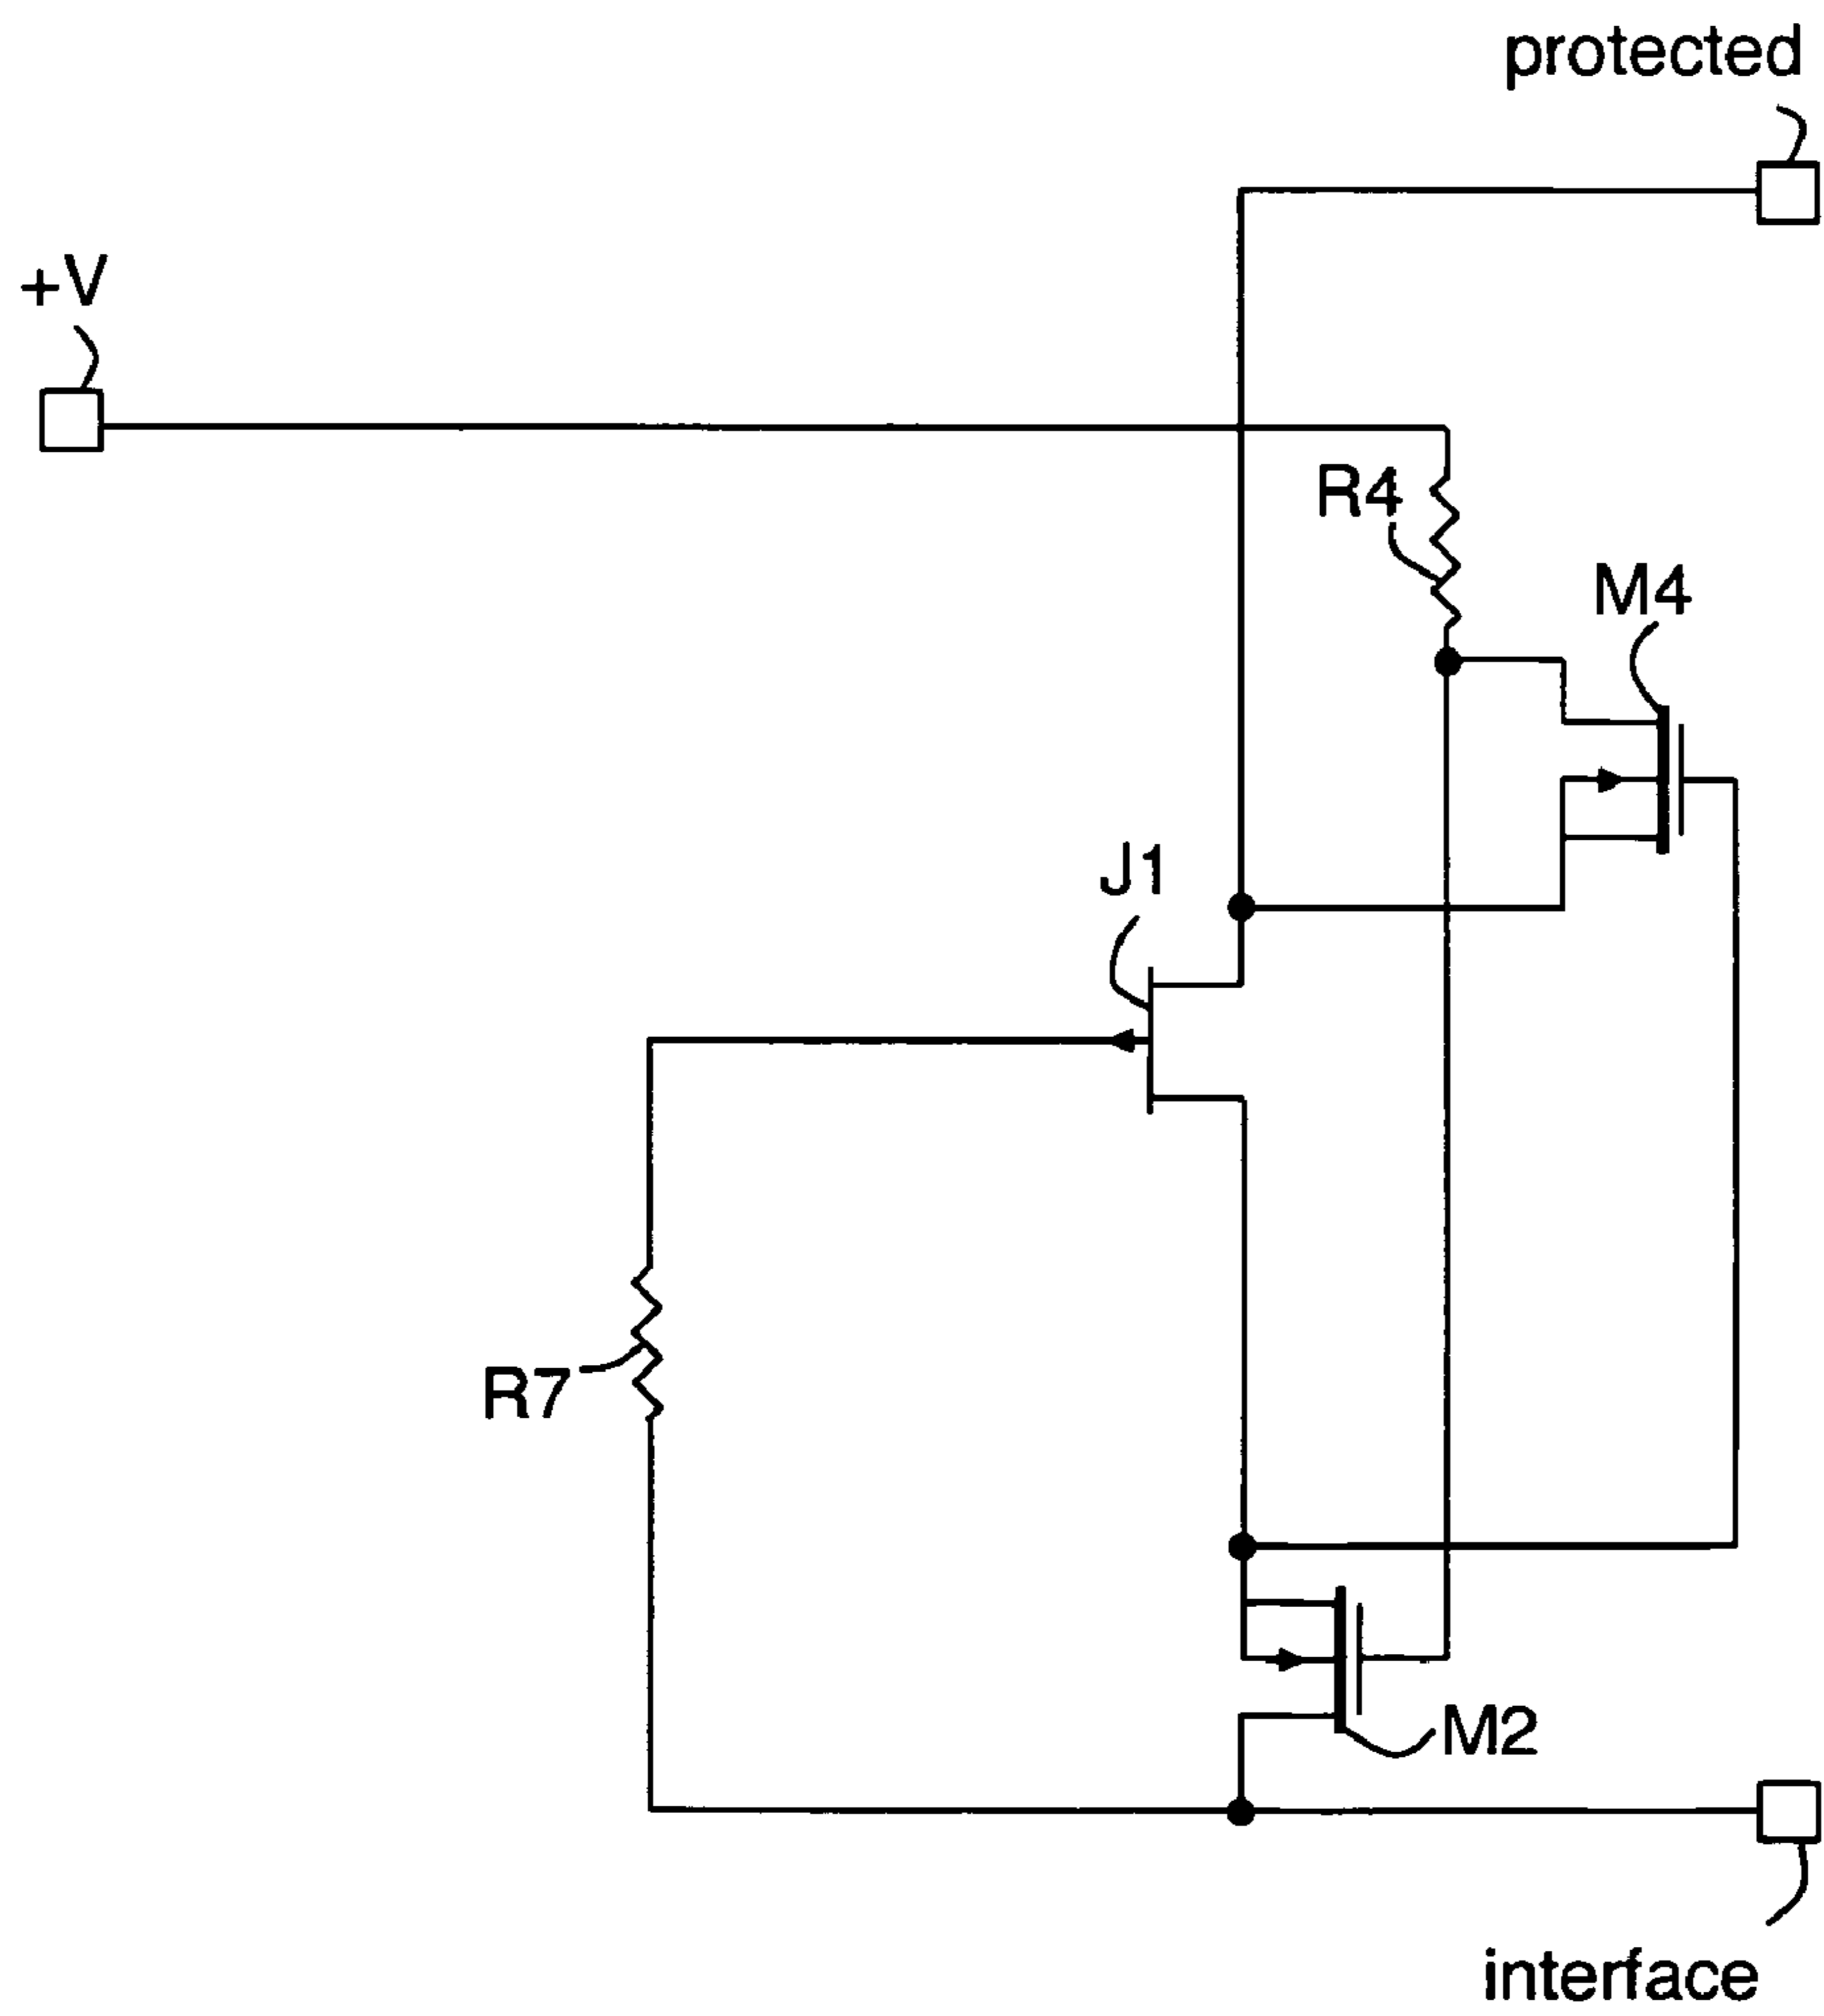 protected
+V
R4
M4
J1
R7
M2
interface